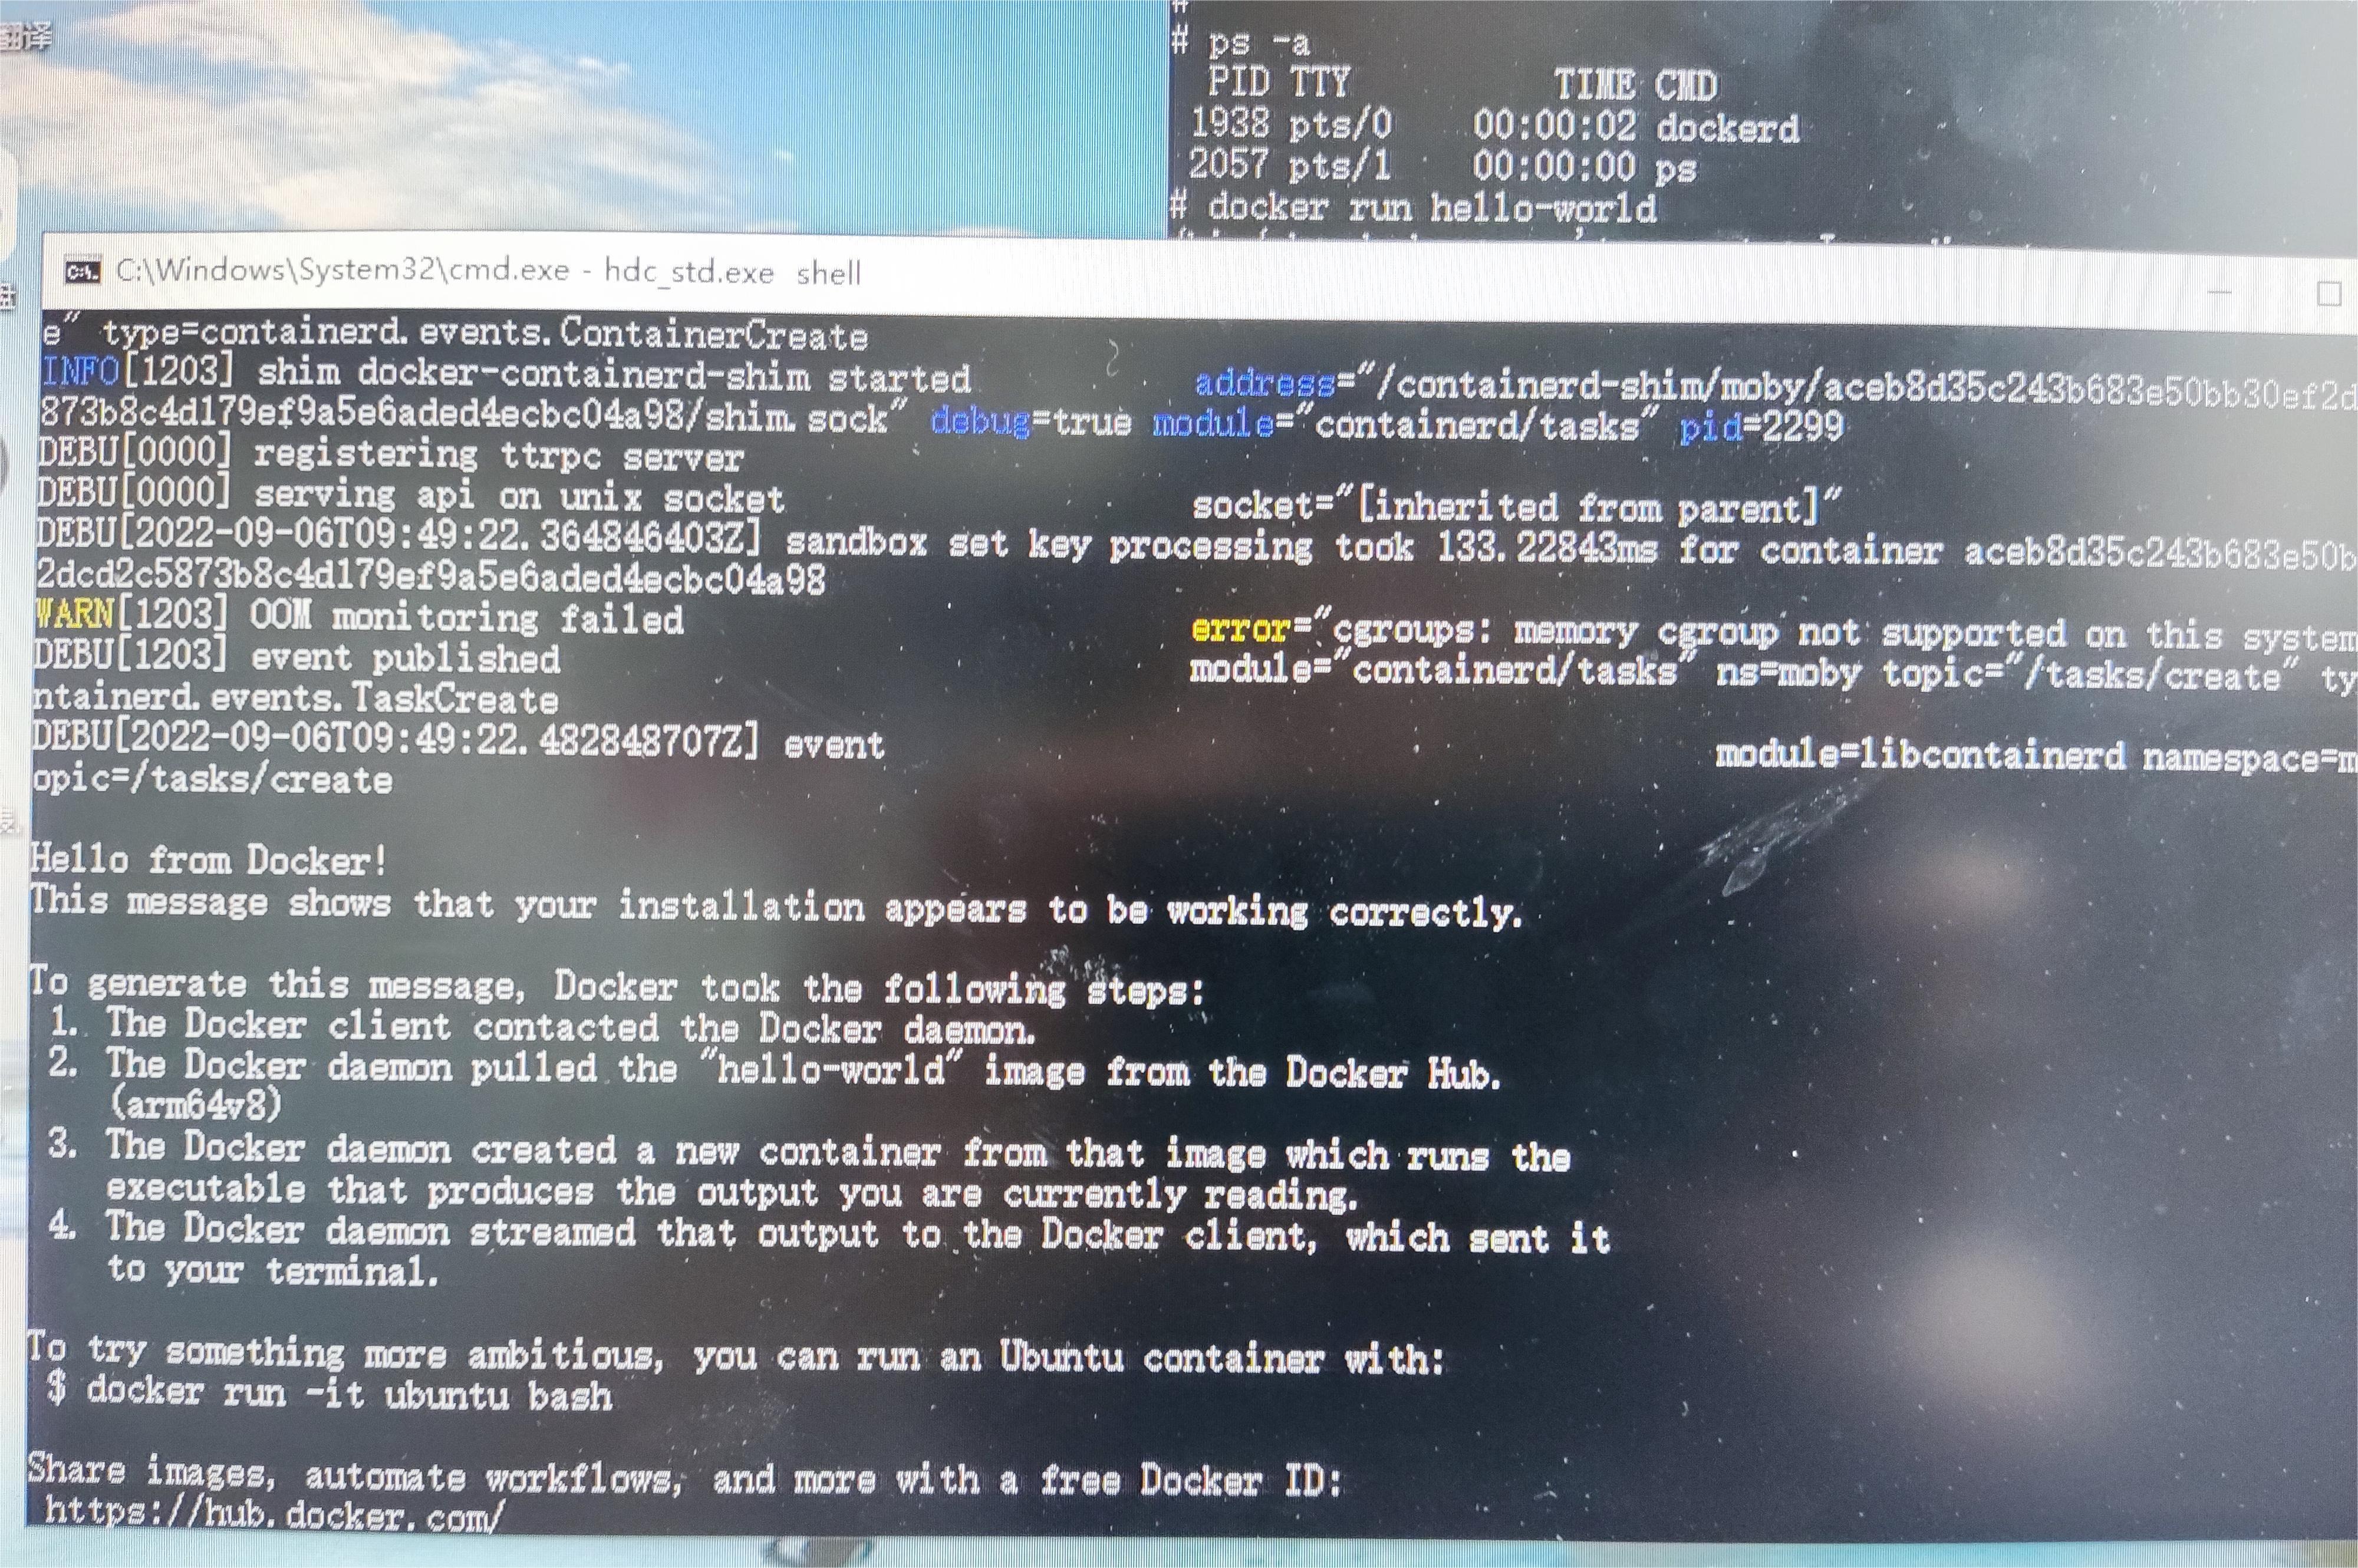 翻译
#
# ps -a
PID TTY TIME CMD
1938 pts/0 00:00:02 dockerd
2057 pts/1 00:00:00 ps
# docker run hello-world
C:\Windows\System32\cmd.exe - hdc_std.exe shell
e" type=containerd.events.ContainerCreate
INFO[1203] shim docker-containerd-shim started address="/containerd-shim/moby/aceb8d35c243b683e50bb30ef2d
873b8c4d179ef9a5e6aded4ecbc04a98/shim.sock" debug=true module="containerd/tasks" pid=2299
DEBU[0000] registering ttrpc server
DEBU[0000] serving api on unix socket socket="[inherited from parent]"
DEBU[2022-09-06T09:49:22.364846403Z] sandbox set key processing took 133.22843ms for container aceb8d35c243b683e50b
2dcd2c5873b8c4d179ef9a5e6aded4ecbc04a98
WARN[1203] OOM monitoring failed error="cgroups: memory cgroup not supported on this system
DEBU[1203] event published module="containerd/tasks" ns=moby topic="/tasks/create" ty
ntainerd.events.TaskCreate
DEBU[2022-09-06T09:49:22.482848707Z] event module=libcontainerd namespace=m
opic=/tasks/create
Hello from Docker!
This message shows that your installation appears to be working correctly.
To generate this message, Docker took the following steps:
1. The Docker client contacted the Docker daemon.
2. The Docker daemon pulled the "hello-world" image from the Docker Hub.
(arm64v8)
3. The Docker daemon created a new container from that image which runs the
executable that produces the output you are currently reading.
4. The Docker daemon streamed that output to the Docker client, which sent it
to your terminal.
To try something more ambitious, you can run an Ubuntu container with:
$ docker run -it ubuntu bash
Share images, automate workflows, and more with a free Docker ID:
https://hub.docker.com/